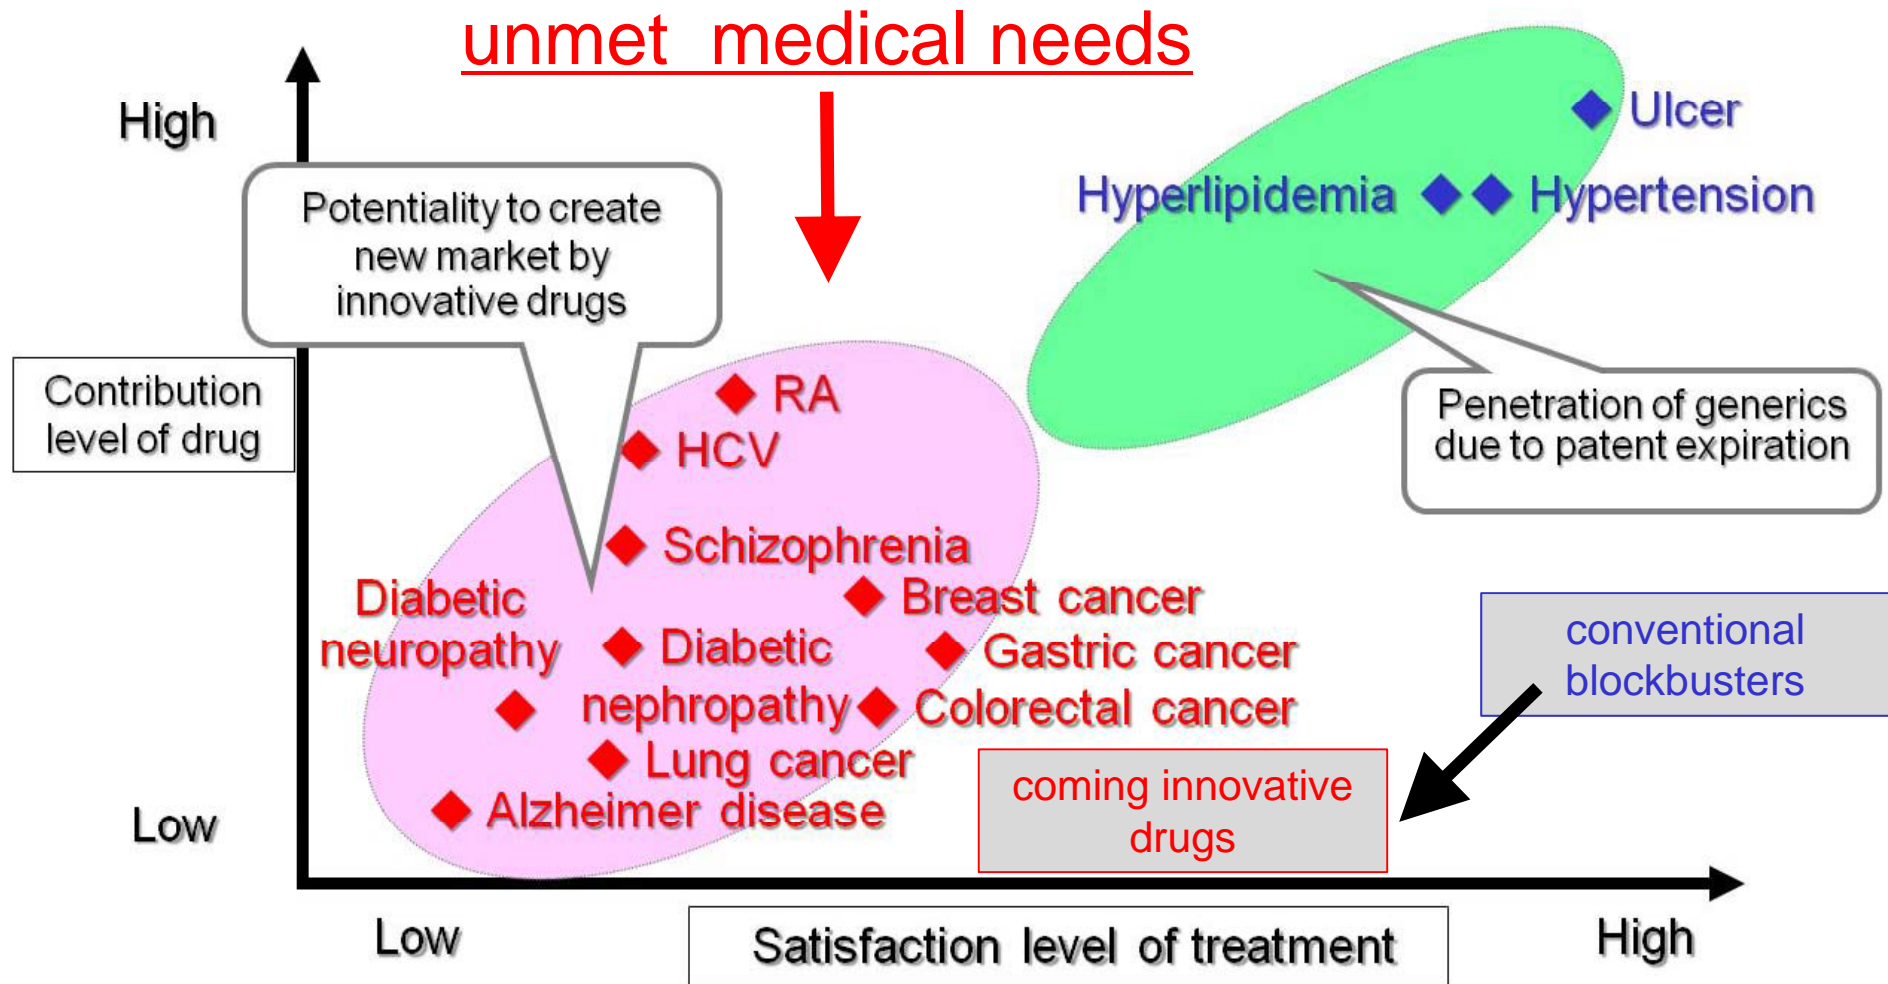 unmet medical needs
High
Ulcer
Hyperlipidemia
Hypertension
Potentiality to create
new market by
innovative drugs
Contribution
level of drug
RA
HCV
Penetration of generics
due to patent expiration
Schizophrenia
Diabetic
neuropathy
Breast cancer
Diabetic
nephropathy
Gastric cancer
Colorectal cancer
conventional
blockbusters
Lung cancer
coming innovative
drugs
Alzheimer disease
Low
Low
Satisfaction level of treatment
High